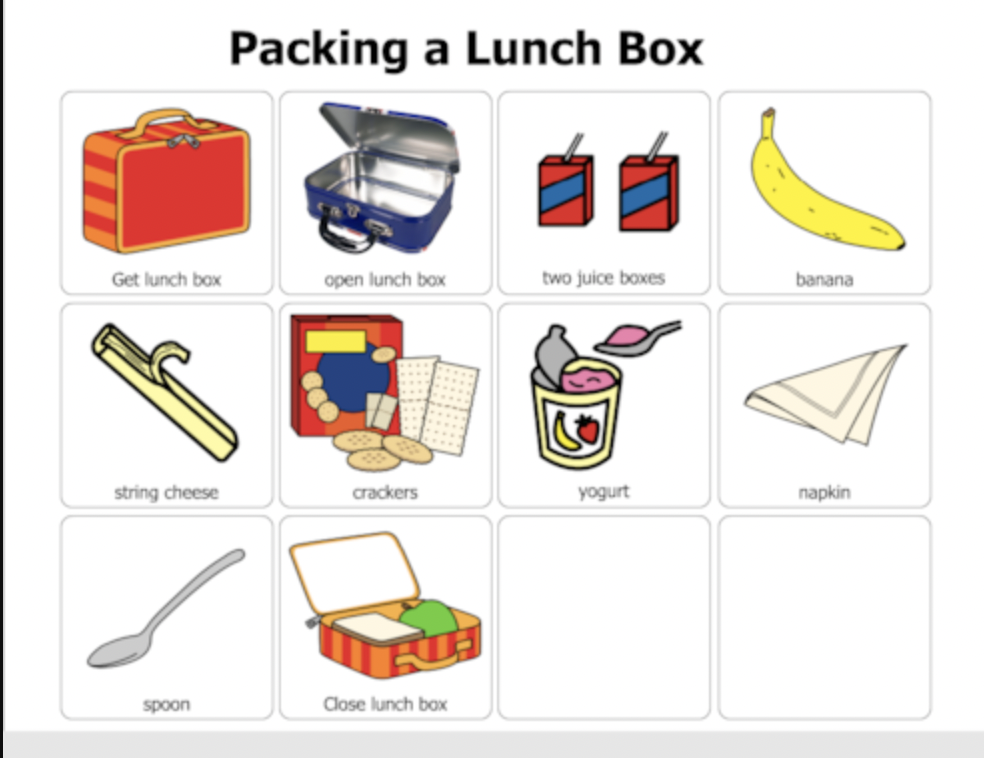 Packing a Lunch Box
Get lunch box
open lunch box
two juice boxes
banana
string cheese
crackers
yogurt
napkin
spoon
Close lunch box